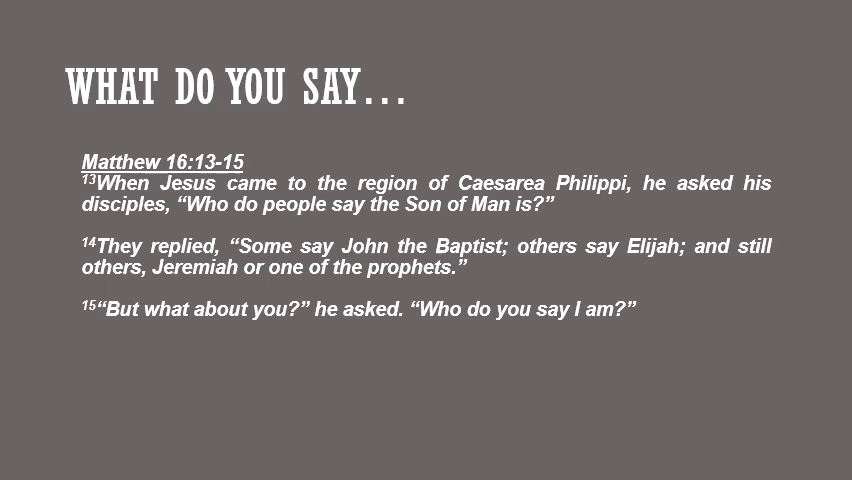 WHAT DO YOU SAY...
Matthew 16:13-15
13When Jesus came to the region of Caesarea Philippi, he asked his
disciples, “Who do people say the Son of Man is?”
14They replied, “Some say John the Baptist; others say Elijah; and still
others, Jeremiah or one of the prophets.”
15“But what about you?” he asked. “Who do you say I am?”